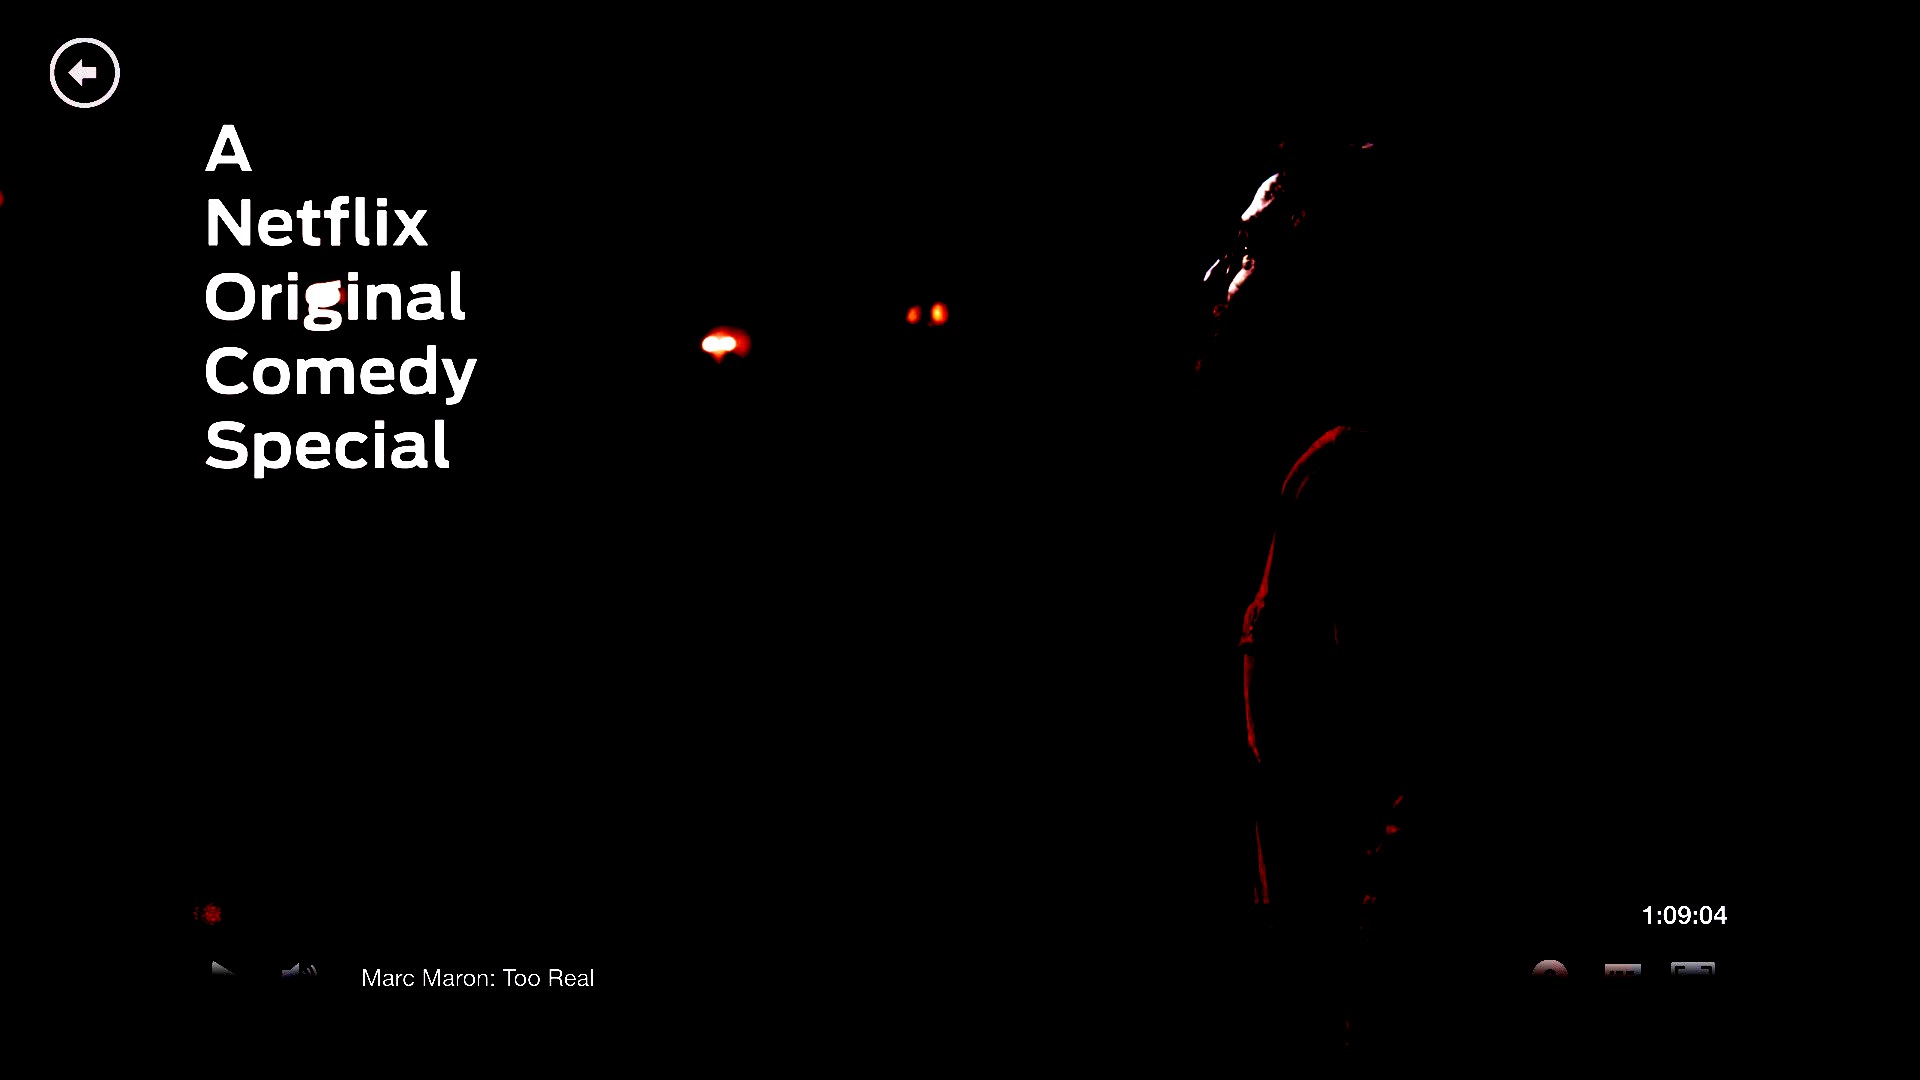 A
Netflix
Original
Comedy
Special
1:09:04
Marc Maron: Too Real